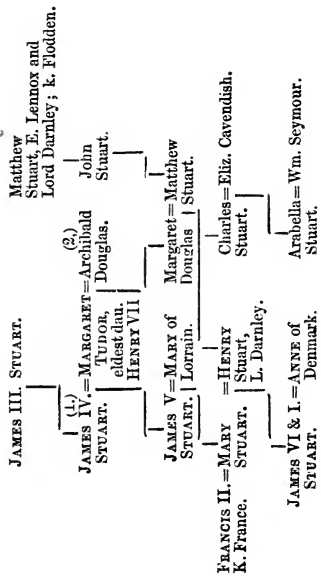 JAMES III. STUART.
Matthew
Stuart, E. Lennox and
Lord Darnley; k. Flodden.
(1.)
(2.)
JAMES IV.=MARGARET=Archibald
STUART. TUDOR, Douglas.
eldest dau.
HENRY VII
John
Stuart.
JAMES V=MARY of
STUART. Lorrain.
Margaret=Matthew
Douglas Stuart.
FRANCIS II.=MARY =HENRY
K. France. STUART. Stuart,
L. Darnley.
Charles=Eliz. Cavendish.
Stuart.
JAMES VI & I.=ANNE of
STUART. Denmark.
Arabella=Wm. Seymour.
Stuart.